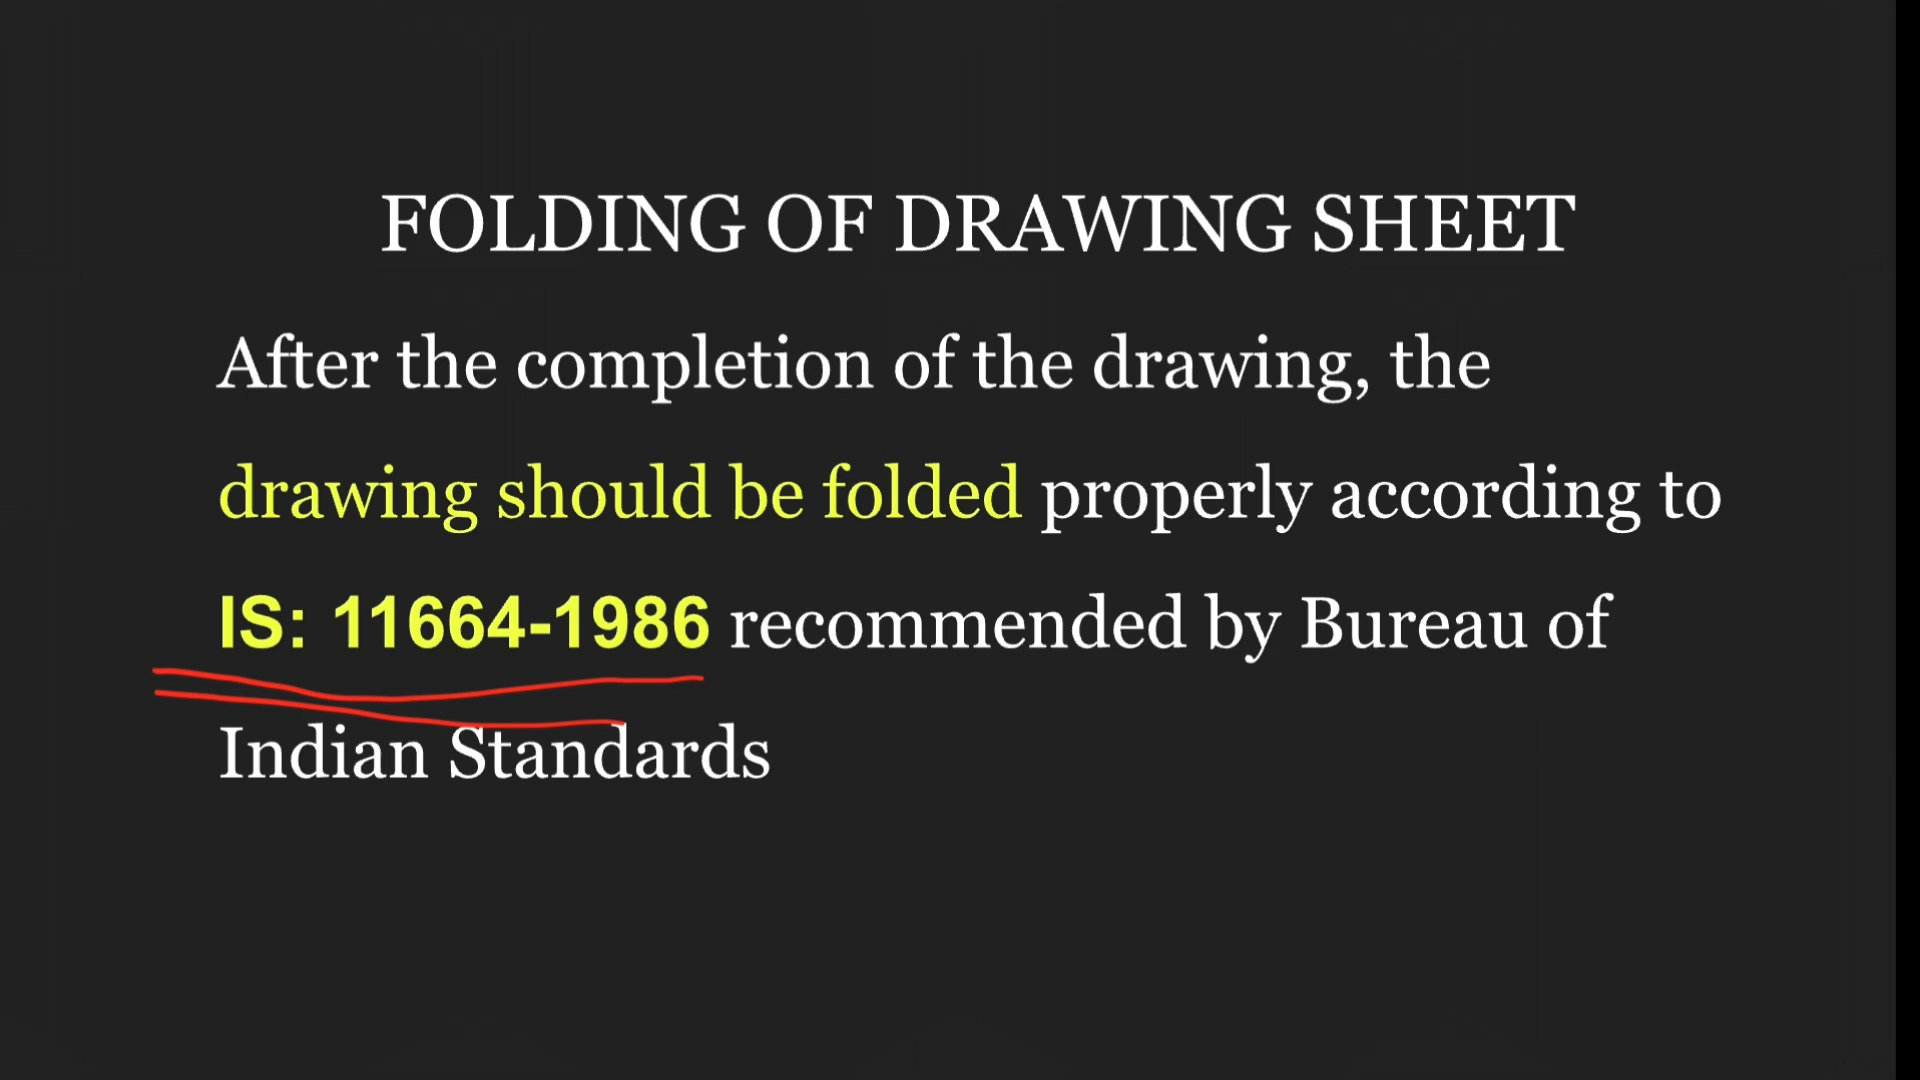 FOLDING OF DRAWING SHEET
After the completion of the drawing, the
drawing should be folded properly according to
IS: 11664-1986 recommended by Bureau of
Indian Standards